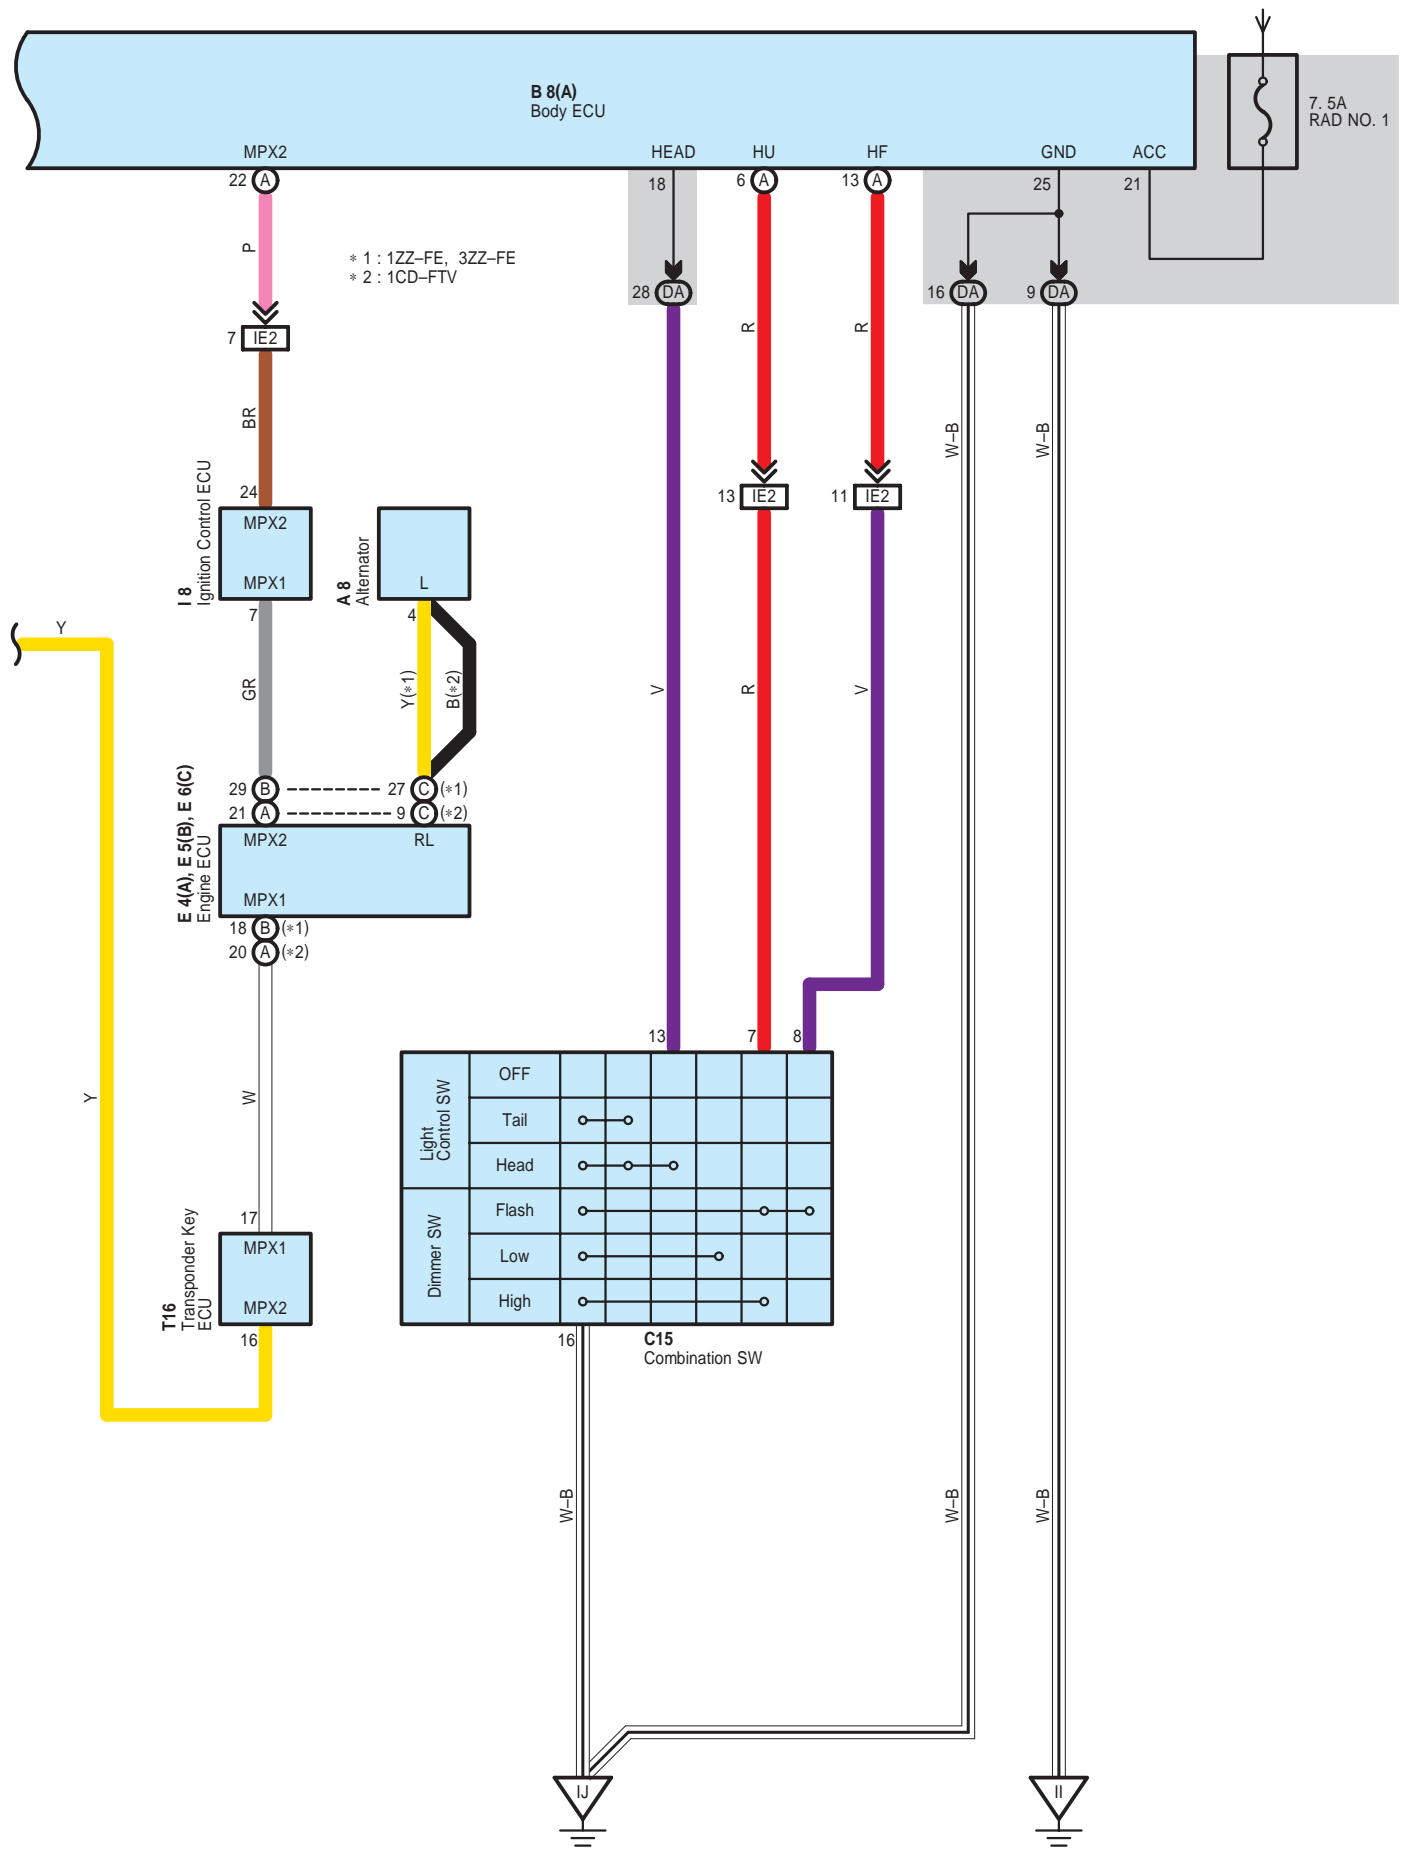 B 8(A)
Body ECU
7. 5A
RAD NO. 1
MPX2
HEAD
HU
HF
GND
ACC
22 A
18
6 A
13 A
25
21
P
∗ 1 : 1ZZ–FE, 3ZZ–FE
∗ 2 : 1CD–FTV
28 DA
16 DA
9 DA
7 IE2
R
R
BR
W–B
W–B
24
13 IE2
11 IE2
MPX2
MPX1
I 8
Ignition Control ECU
L
A 8
Alternator
7
4
Y
GR
Y(∗1)
B(∗2)
V
R
V
29 B
27 C (∗1)
21 A
9 C (∗2)
MPX2
RL
MPX1
E 4(A), E 5(B), E 6(C)
Engine ECU
18 B (∗1)
20 A (∗2)
13
7
8
Y
W
Light
Control SW
OFF
Tail
Head
Dimmer SW
Flash
Low
High
17
MPX1
MPX2
T16
Transponder Key
ECU
16
16
C15
Combination SW
W–B
W–B
W–B
IJ
II